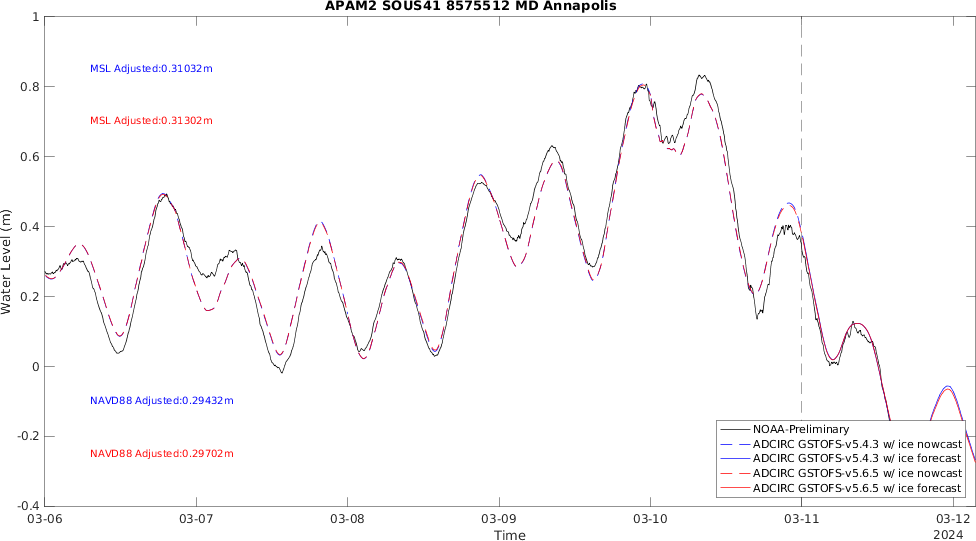 APAM2 SOUS41 8575512 MD Annapolis
1
0.8
0.6
0.4
0.2
0
-0.2
-0.4
Water Level (m)
MSL Adjusted:0.31032m
MSL Adjusted:0.31302m
NAVD88 Adjusted:0.29432m
NAVD88 Adjusted:0.29702m
NOAA-Preliminary
ADCIRC GSTOFS-v5.4.3 w/ ice nowcast
ADCIRC GSTOFS-v5.4.3 w/ ice forecast
ADCIRC GSTOFS-v5.6.5 w/ ice nowcast
ADCIRC GSTOFS-v5.6.5 w/ ice forecast
03-06 03-07 03-08 03-09 03-10 03-11 03-12
Time 2024